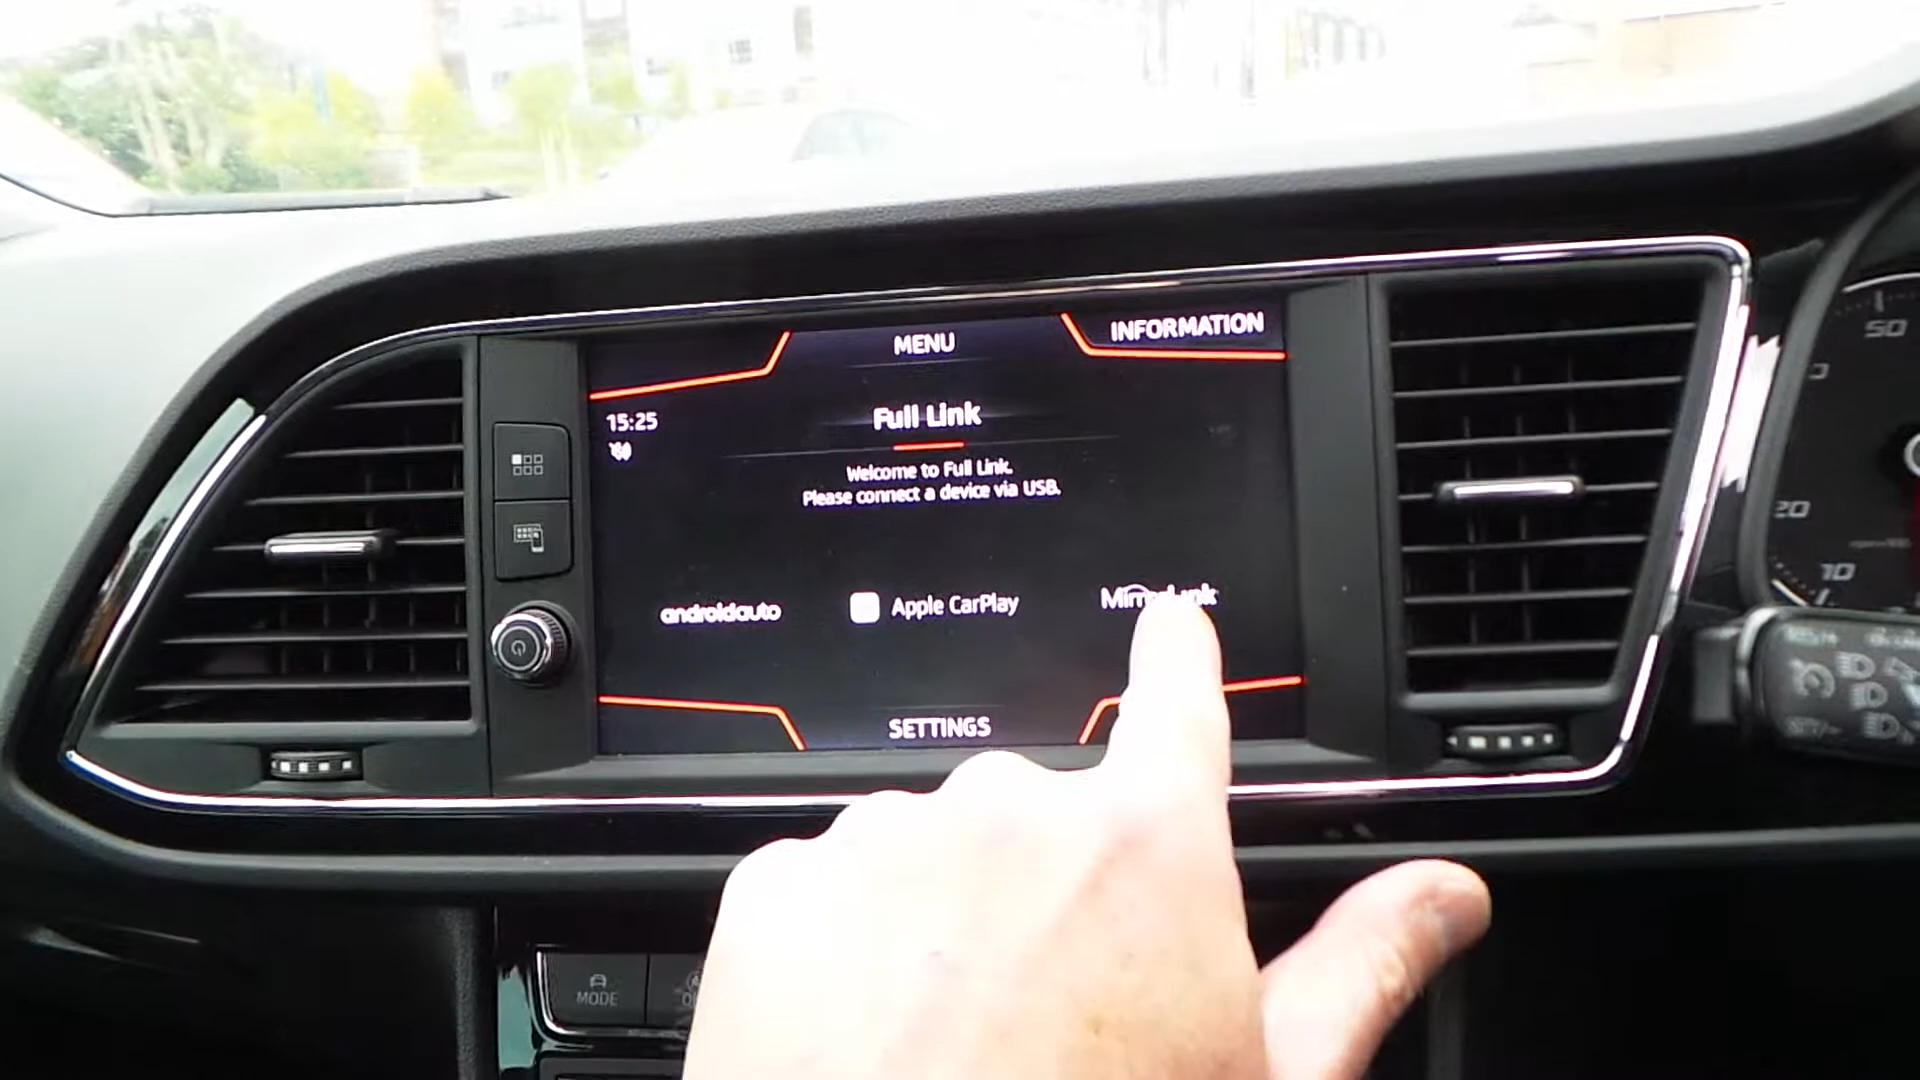 MENU
INFORMATION
15:25
Full Link
Welcome to Full Link.
Please connect a device via USB.
androidauto
Apple CarPlay
MirrorLink
SETTINGS
MODE
50
20
10